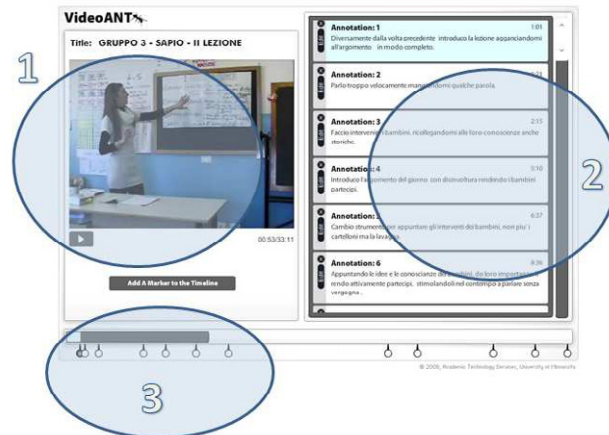 VideoANT
Title: GRUPPO 3 - SAPIO - II LEZIONE
1
00:53/33:11
Add A Marker to the Timeline
Annotation: 1 1:01
Diversamente dalla volta precedente introduco la lezione agganciandomi
all'argomento in modo completo.
Annotation: 2
Parlo troppo velocemente mangiandomi qualche parola.
Annotation: 3 2:15
Faccio intervenire i bambini, ricollegandomi alle loro conoscenze anche
storiche.
Annotation: 4 5:10
Introduco l'argomento del giorno con disinvoltura rendendo i bambini
partecipi.
2
Annotation: 5 6:37
Cambio strumento per appuntare gli interventi dei bambini, non piu' i
cartelloni ma la lavagna.
Annotation: 6 8:36
Appuntando le idee e le conoscianze dei bambini, do loro importanza e
rendo attivamente partecipi, stimolandoli nel contempo a parlare senza
vergogna..
3
© 2008, Academic Technology Services, University of Minnesota